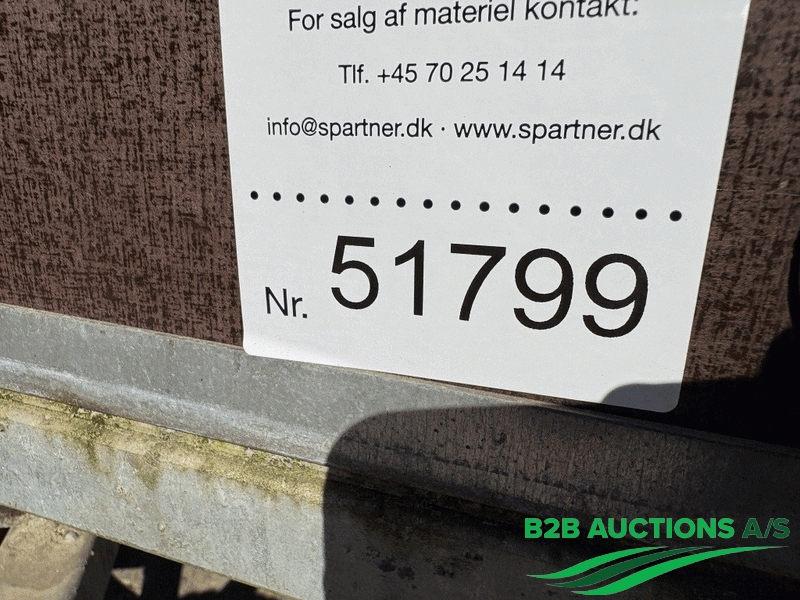 For salg af materiel kontakt:
Tlf. +45 70 25 14 14
info@spartner.dk · www.spartner.dk
Nr. 51799
B2B AUCTIONS A/S